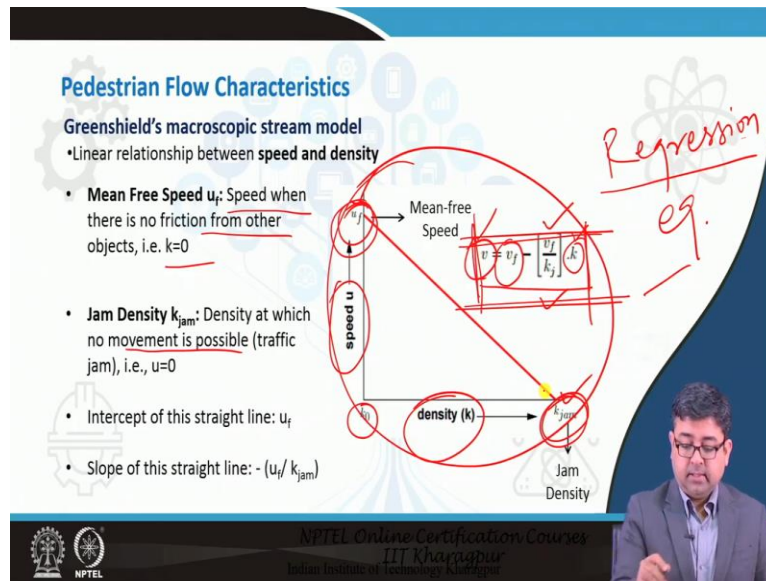 Pedestrian Flow Characteristics
Greenshield's macroscopic stream model
•Linear relationship between speed and density
• Mean Free Speed uf: Speed when
there is no friction from other
objects, i.e. k=0
• Jam Density kjam: Density at which
no movement is possible (traffic
jam), i.e., u=0
• Intercept of this straight line: uf
• Slope of this straight line: - (uf/ kjam)
uf
Mean-free
Speed
v = vf - [vf/kj].k
speed u
k0
density (k)
kjam
Jam
Density
Regression
eq.
NPTEL
NPTEL Online Certification Courses
IIT Kharagpur
Indian Institute of Technology Kharagpur